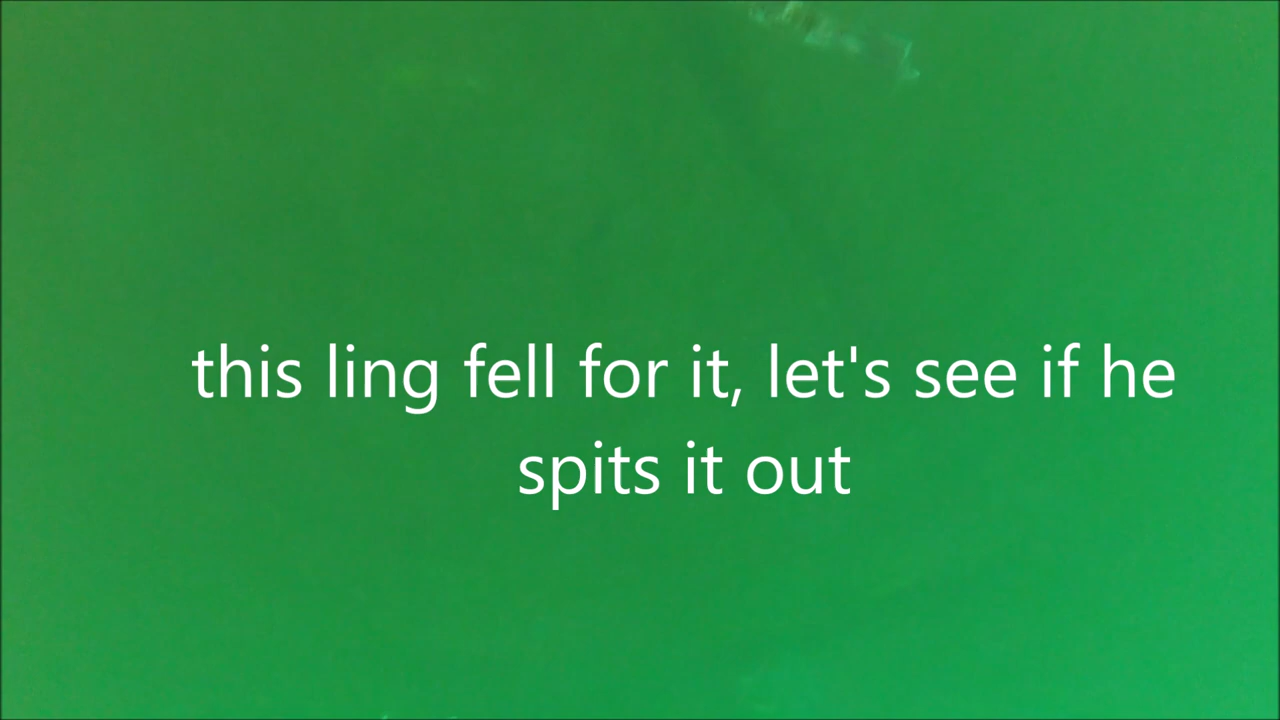 this ling fell for it, let's see if he
spits it out